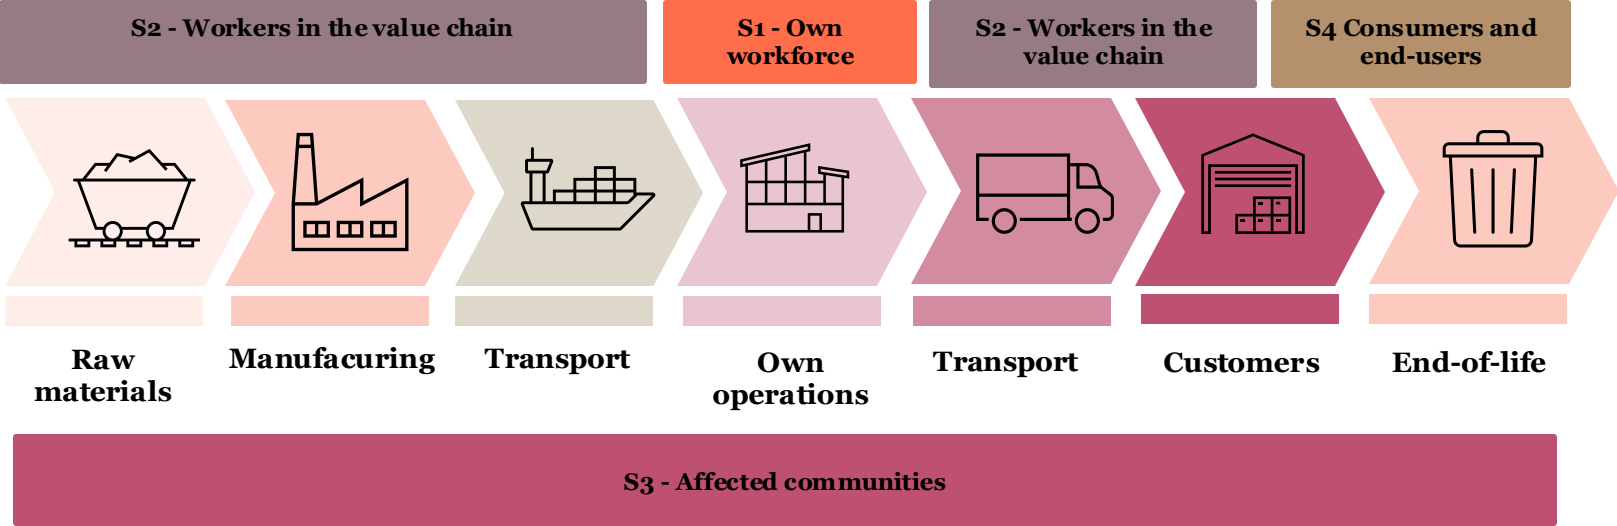 S2 - Workers in the value chain
S1 - Own
workforce
S2 - Workers in the
value chain
S4 Consumers and
end-users
Raw
materials
Manufacuring
Transport
Own
operations
Transport
Customers
End-of-life
S3 - Affected communities